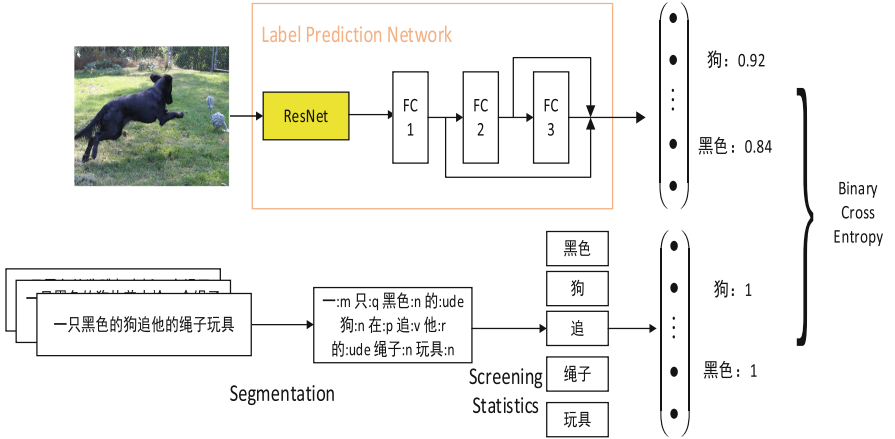 Label Prediction Network
ResNet
FC
1
FC
2
FC
3
狗：0.92
黑色：0.84
Binary
Cross
Entropy
一只黑色的狗追他的绳子玩具
一:m 只:q 黑色:n 的:ude
狗:n 在:p 追:v 他:r
的:ude 绳子:n 玩具:n
黑色
狗
追
绳子
玩具
狗：1
黑色：1
Segmentation
Screening
Statistics